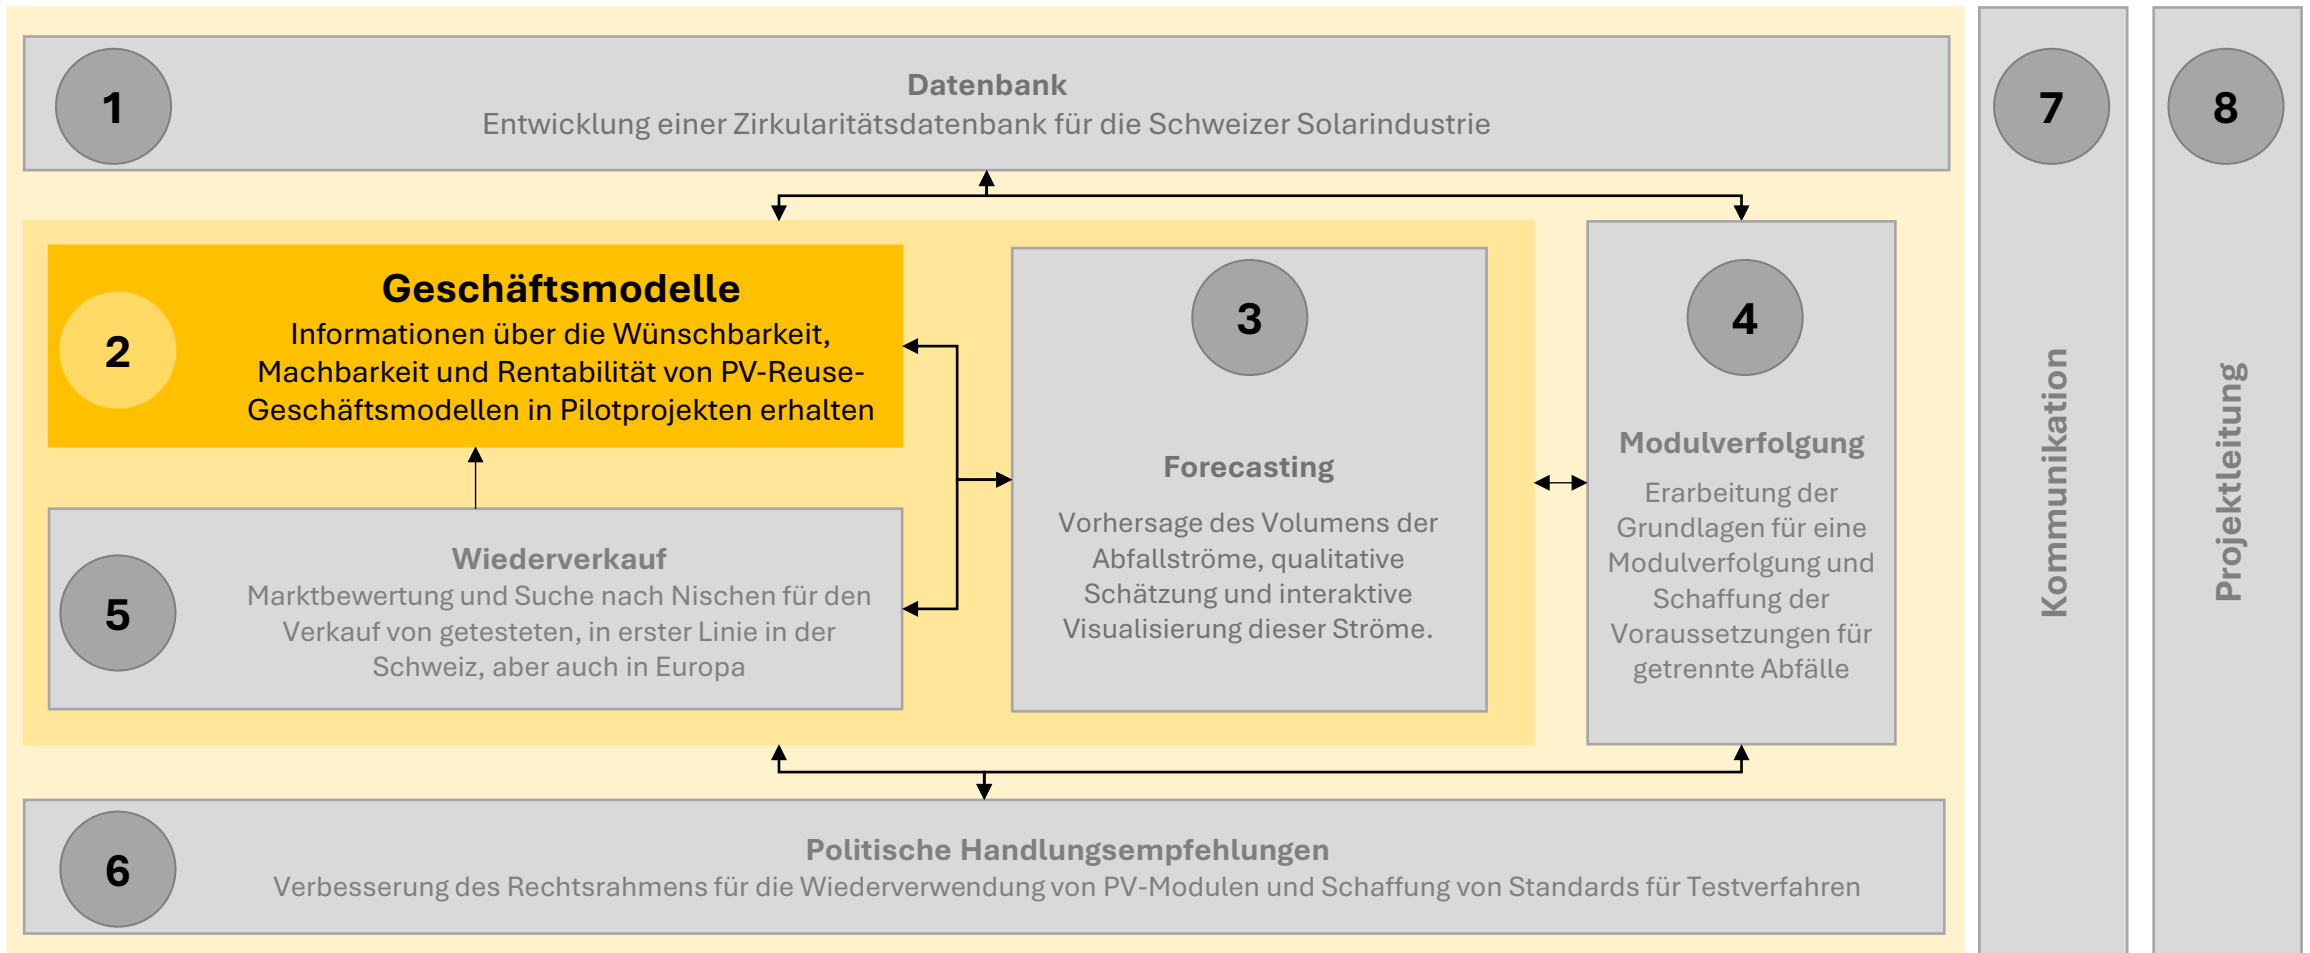 1
Datenbank
Entwicklung einer Zirkularitätsdatenbank für die Schweizer Solarindustrie
2
Geschäftsmodelle
Informationen über die Wünschbarkeit,
Machbarkeit und Rentabilität von PV-Reuse-
Geschäftsmodellen in Pilotprojekten erhalten
3
Forecasting
Vorhersage des Volumens der
Abfallströme, qualitative
Schätzung und interaktive
Visualisierung dieser Ströme.
4
Modulverfolgung
Erarbeitung der
Grundlagen für eine
Modulverfolgung und
Schaffung der
Voraussetzungen für
getrennte Abfälle
5
Wiederverkauf
Marktbewertung und Suche nach Nischen für den
Verkauf von getesteten, in erster Linie in der
Schweiz, aber auch in Europa
6
Politische Handlungsempfehlungen
Verbesserung des Rechtsrahmens für die Wiederverwendung von PV-Modulen und Schaffung von Standards für Testverfahren
7
Kommunikation
8
Projektleitung